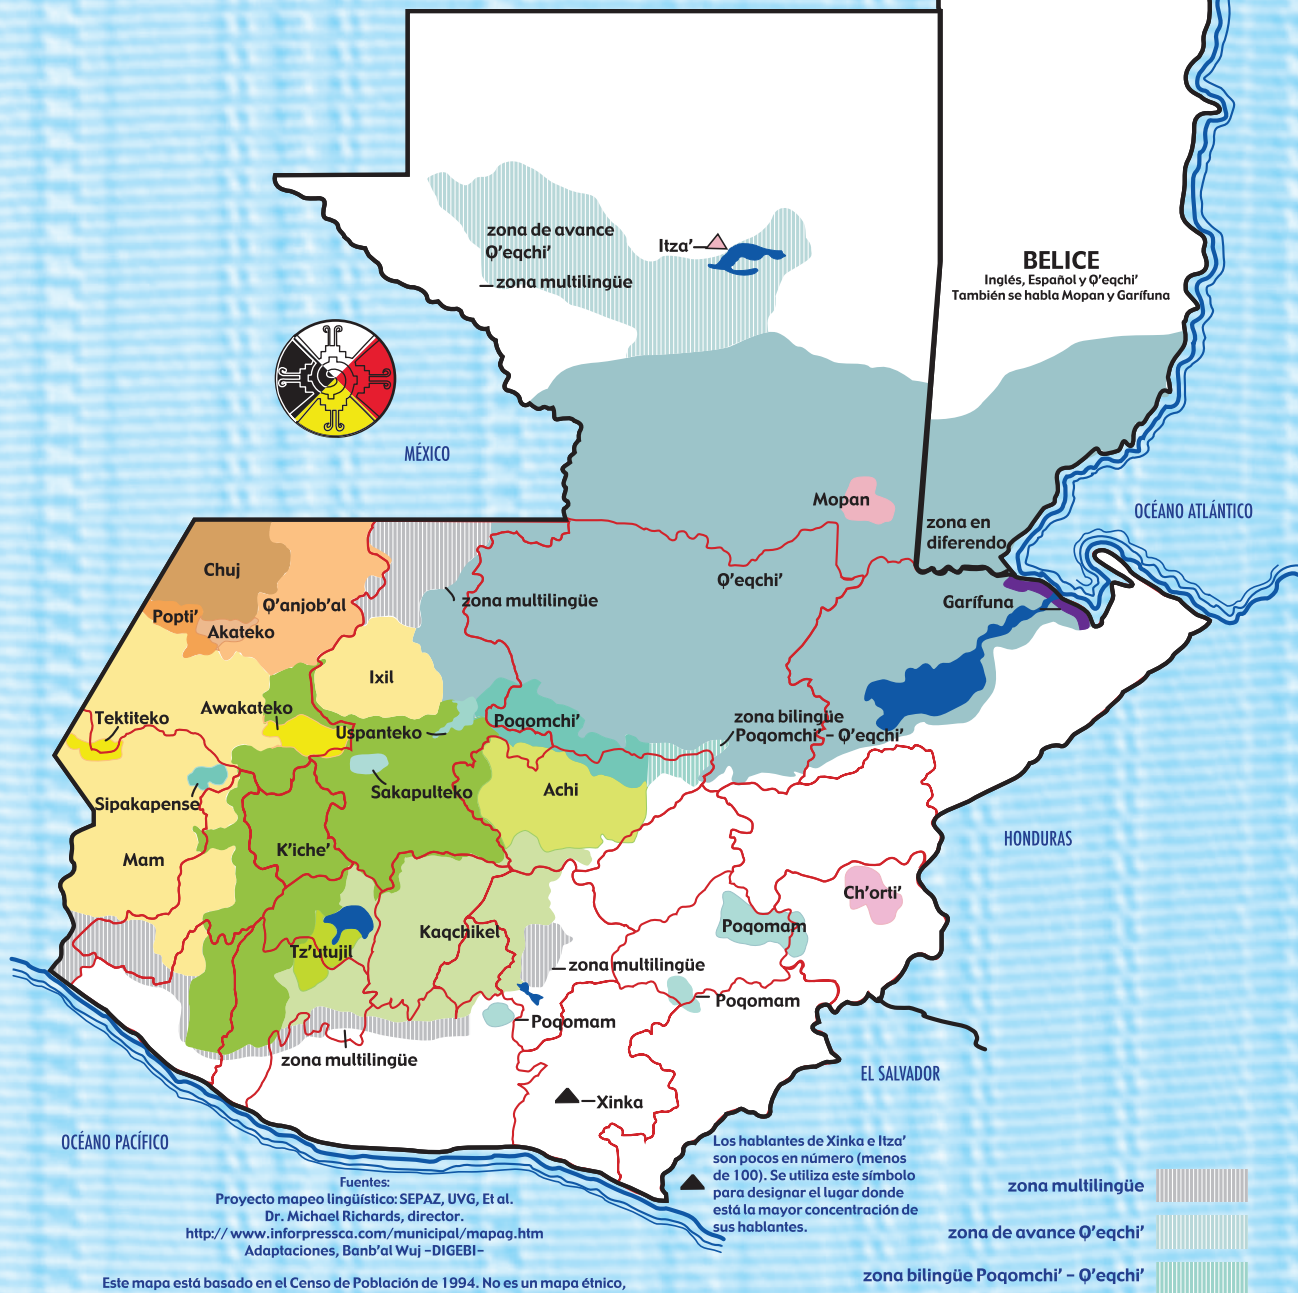 zona de avance
Q'eqchi'
zona multilingüe
Itza'
BELICE
Inglés, Español y Q'eqchi'
También se habla Mopan y Garífuna
MÉXICO
Mopan
zona en
diferendo
OCÉANO ATLÁNTICO
Chuj
Q'eqchi'
Q'anjob'al
zona multilingüe
Garífuna
Popti'
Akateko
Ixil
Awakateko
Tektiteko
Uspanteko
Poqomchi'
zona bilingüe
Poqomchi' – Q'eqchi'
Sipakapense
Sakapulteko
Achi
HONDURAS
K'iche'
Mam
Ch'orti'
Poqomam
Kaqchikel
Tz'utujil
zona multilingüe
Poqomam
Poqomam
zona multilingüe
EL SALVADOR
Xinka
OCÉANO PACÍFICO
Los hablantes de Xinka e Itza'
son pocos en número (menos
de 100). Se utiliza este símbolo
para designar el lugar donde
está la mayor concentración de
sus hablantes.
Fuentes:
Proyecto mapeo lingüístico: SEPAZ, UVG, Et al.
Dr. Michael Richards, director.
http:// www.inforpressca.com/municipal/mapag.htm
Adaptaciones, Banb'al Wuj –DIGEBI–
Este mapa está basado en el Censo de Población de 1994. No es un mapa étnico,
zona multilingüe
zona de avance Q'eqchi'
zona bilingüe Poqomchi' – Q'eqchi'